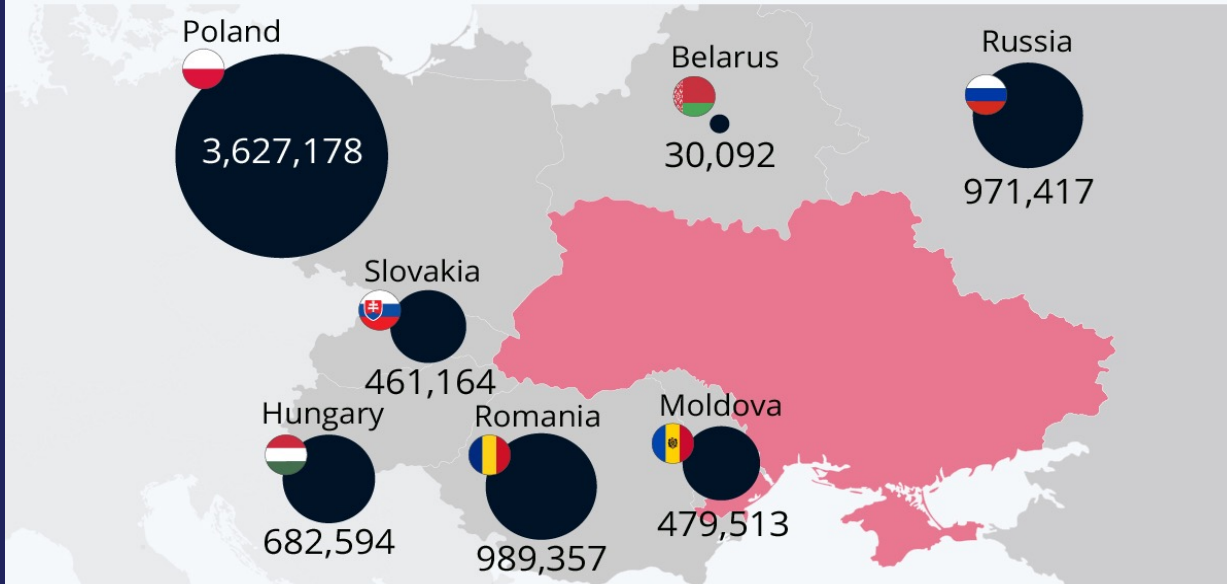 Poland
3,627,178
Belarus
30,092
Russia
971,417
Slovakia
461,164
Hungary
682,594
Romania
989,357
Moldova
479,513